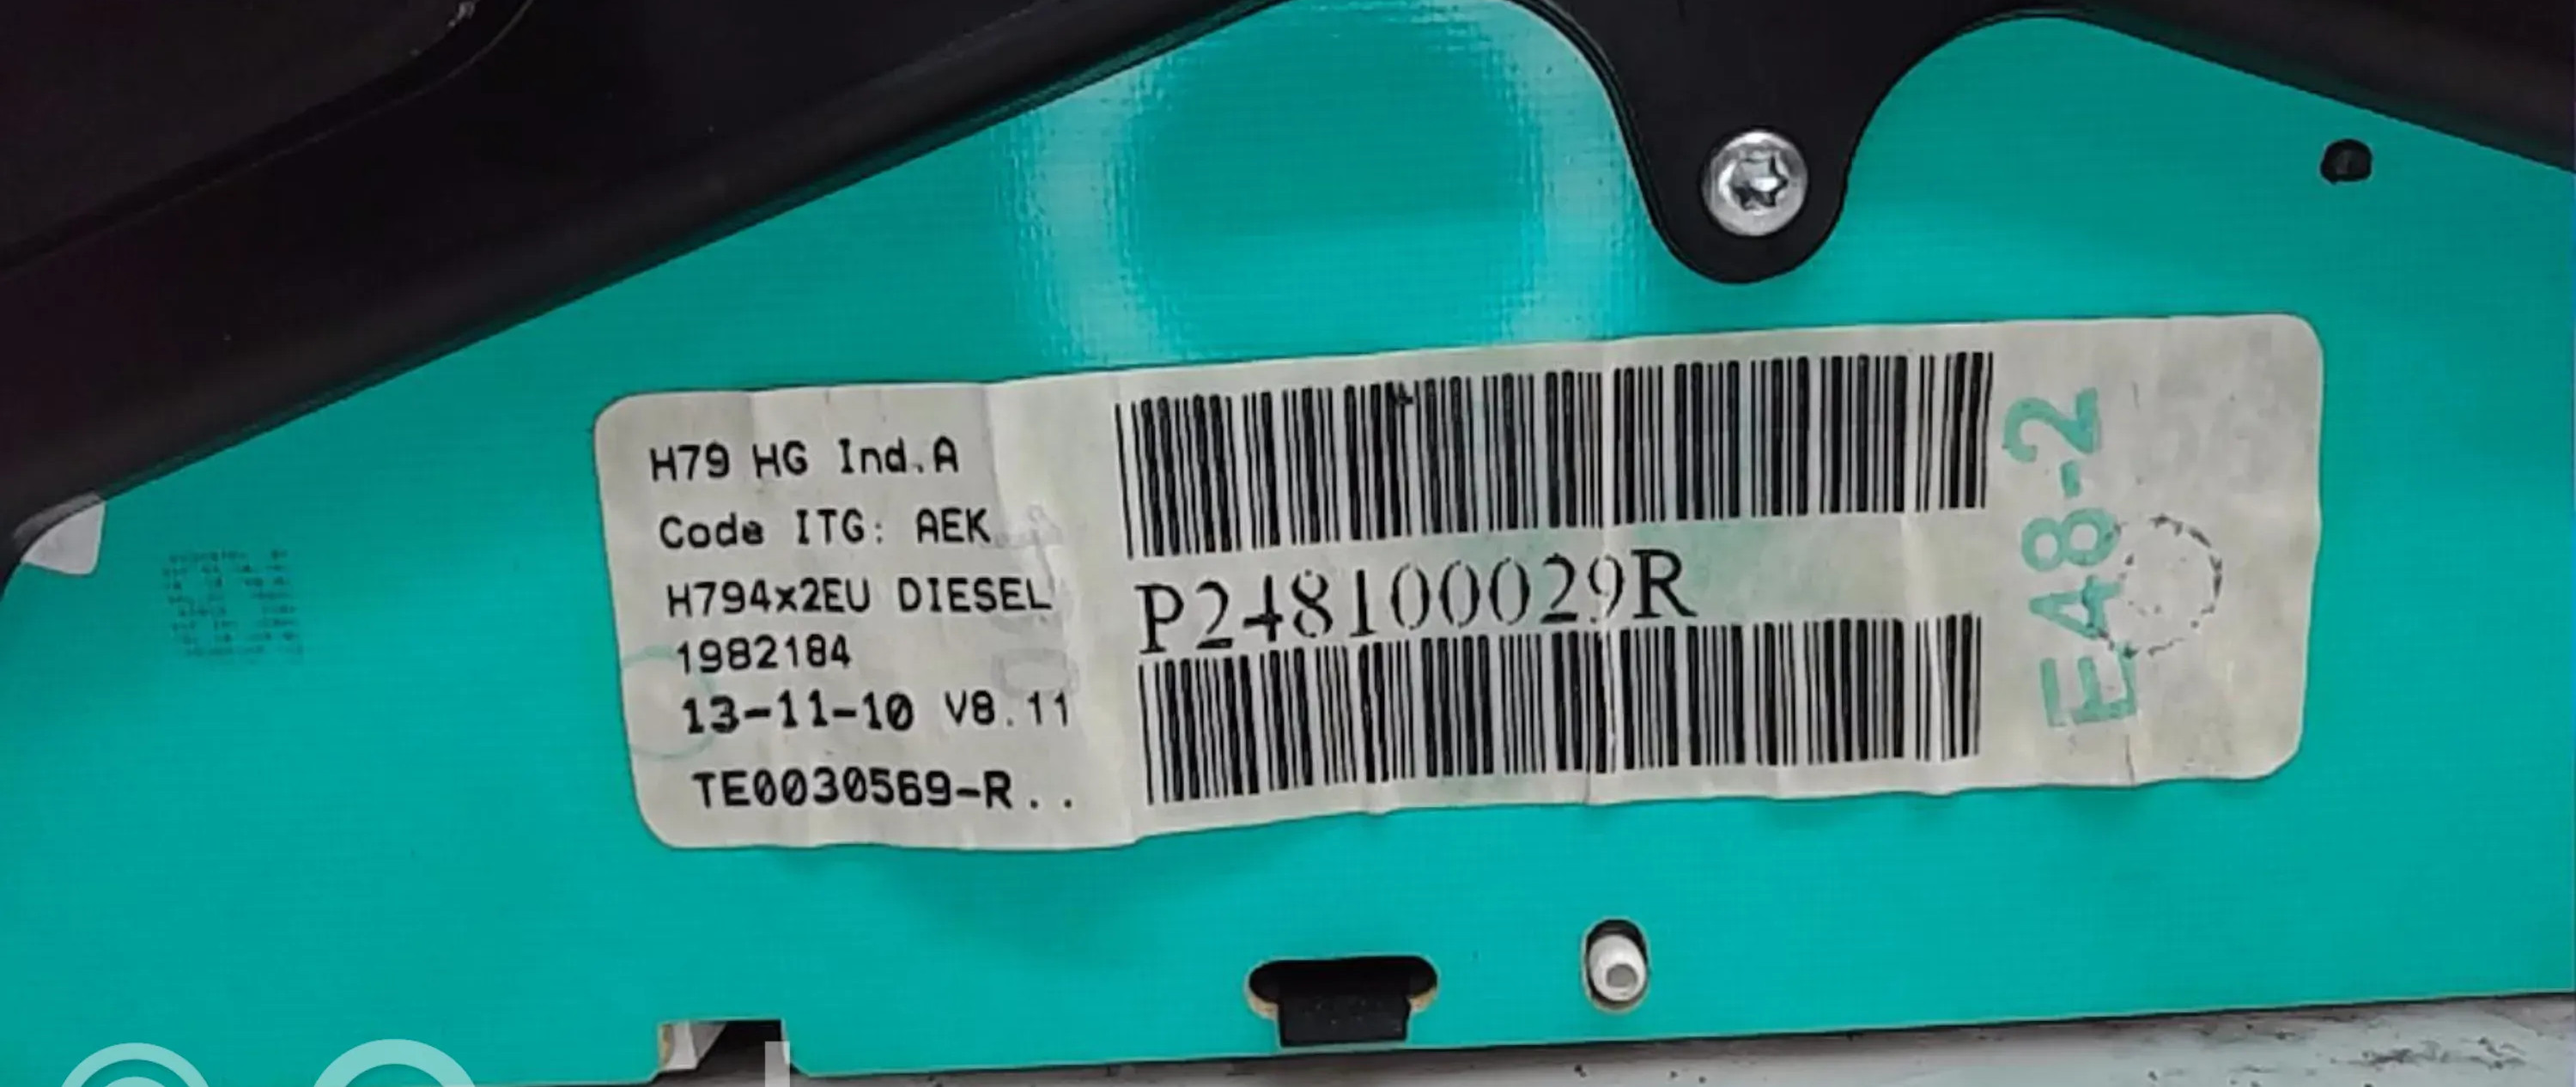 H79 HG Ind.A
Code ITG: AEK
H794x2EU DIESEL
1982184
13-11-10 V8.11
TE0030569-R..
P248100029R
EA8-2